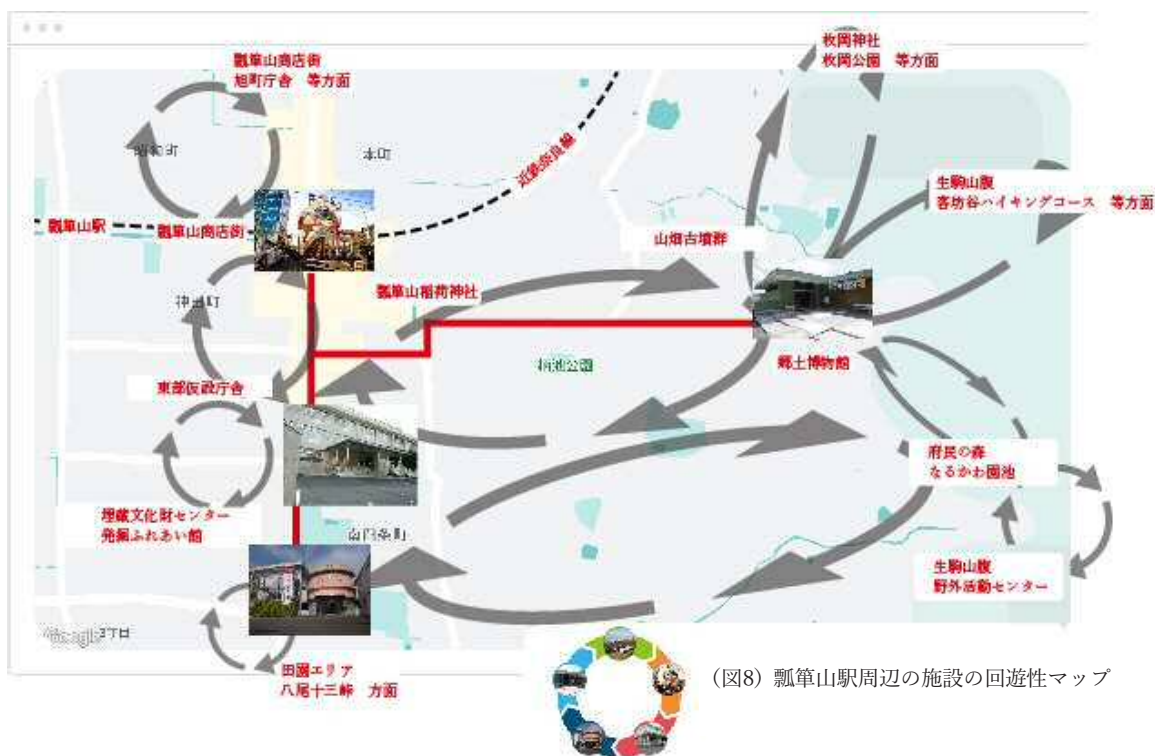 瓢箪山商店街
旭町庁舎 等方面
枚岡神社
枚岡公園 等方面
昭和町
本町
近鉄奈良線
生駒山腹
客坊谷ハイキングコース 等方面
瓢箪山駅
瓢箪山商店街
山畑古墳群
瓢箪山稲荷神社
神田町
郷土博物館
東部仮設庁舎
府民の森
なるかわ園地
埋蔵文化財センター
発掘ふれあい館
南四条町
生駒山腹
野外活動センター
Google
3丁目
田園エリア
八尾十三峠 方面
(図8) 瓢箪山駅周辺の施設の回遊性マップ